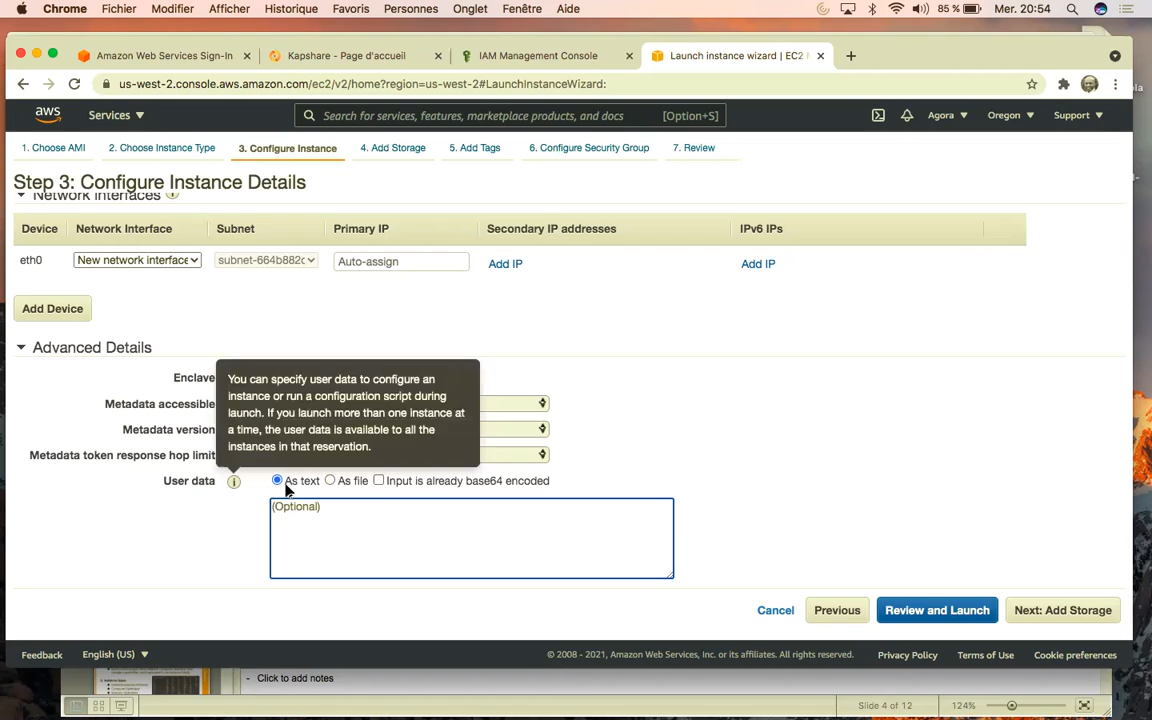 Chrome Fichier Modifier Afficher Historique Favoris Personnes Onglet Fenêtre Aide 85 % Mer. 20:54
Amazon Web Services Sign-In Kapshare - Page d'accueil IAM Management Console Launch instance wizard | EC2
us-west-2.console.aws.amazon.com/ec2/v2/home?region=us-west-2#LaunchInstanceWizard:
aws Services Search for services, features, marketplace products, and docs [Option+S] Agora Oregon Support
1. Choose AMI 2. Choose Instance Type 3. Configure Instance 4. Add Storage 5. Add Tags 6. Configure Security Group 7. Review
Step 3: Configure Instance Details
Network interfaces
Device Network Interface Subnet Primary IP Secondary IP addresses IPv6 IPs
eth0 New network interface subnet-664b882c Auto-assign Add IP Add IP
Add Device
Advanced Details
Enclave
Metadata accessible
Metadata version
Metadata token response hop limit
You can specify user data to configure an
instance or run a configuration script during
launch. If you launch more than one instance at
a time, the user data is available to all the
instances in that reservation.
User data As text As file Input is already base64 encoded
(Optional)
Cancel Previous Review and Launch Next: Add Storage
Feedback English (US) © 2008 - 2021, Amazon Web Services, Inc. or its affiliates. All rights reserved. Privacy Policy Terms of Use Cookie preferences
- Click to add notes
Slide 4 of 12 124%